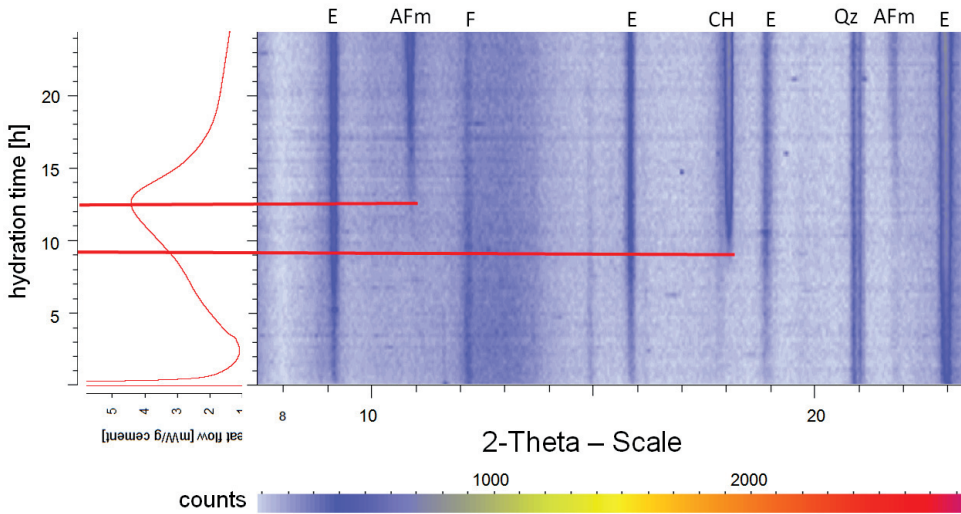 E AFm F E CH E Qz AFm E
hydration time [h]
20
15
10
5
5 4 3 2 1
eat flow [mW/g cement]
8 10 20
2-Theta – Scale
1000 2000
counts